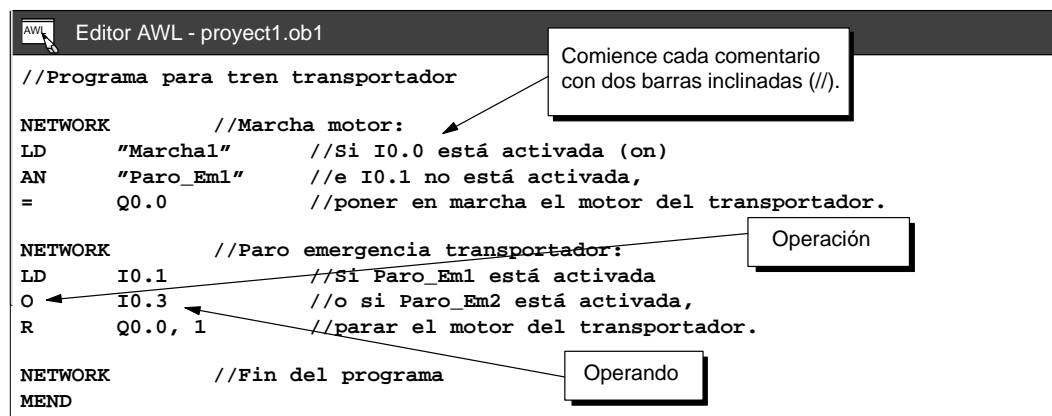 AWL Editor AWL - proyect1.ob1
Comience cada comentario
con dos barras inclinadas (//).
//Programa para tren transportador
NETWORK //Marcha motor:
LD ″Marcha1″ //Si I0.0 está activada (on)
AN ″Paro_Em1″ //e I0.1 no está activada,
= Q0.0 //poner en marcha el motor del transportador.
Operación
NETWORK //Paro emergencia transportador:
LD I0.1 //Si Paro_Em1 está activada
O I0.3 //o si Paro_Em2 está activada,
R Q0.0, 1 //parar el motor del transportador.
Operando
NETWORK //Fin del programa
MEND